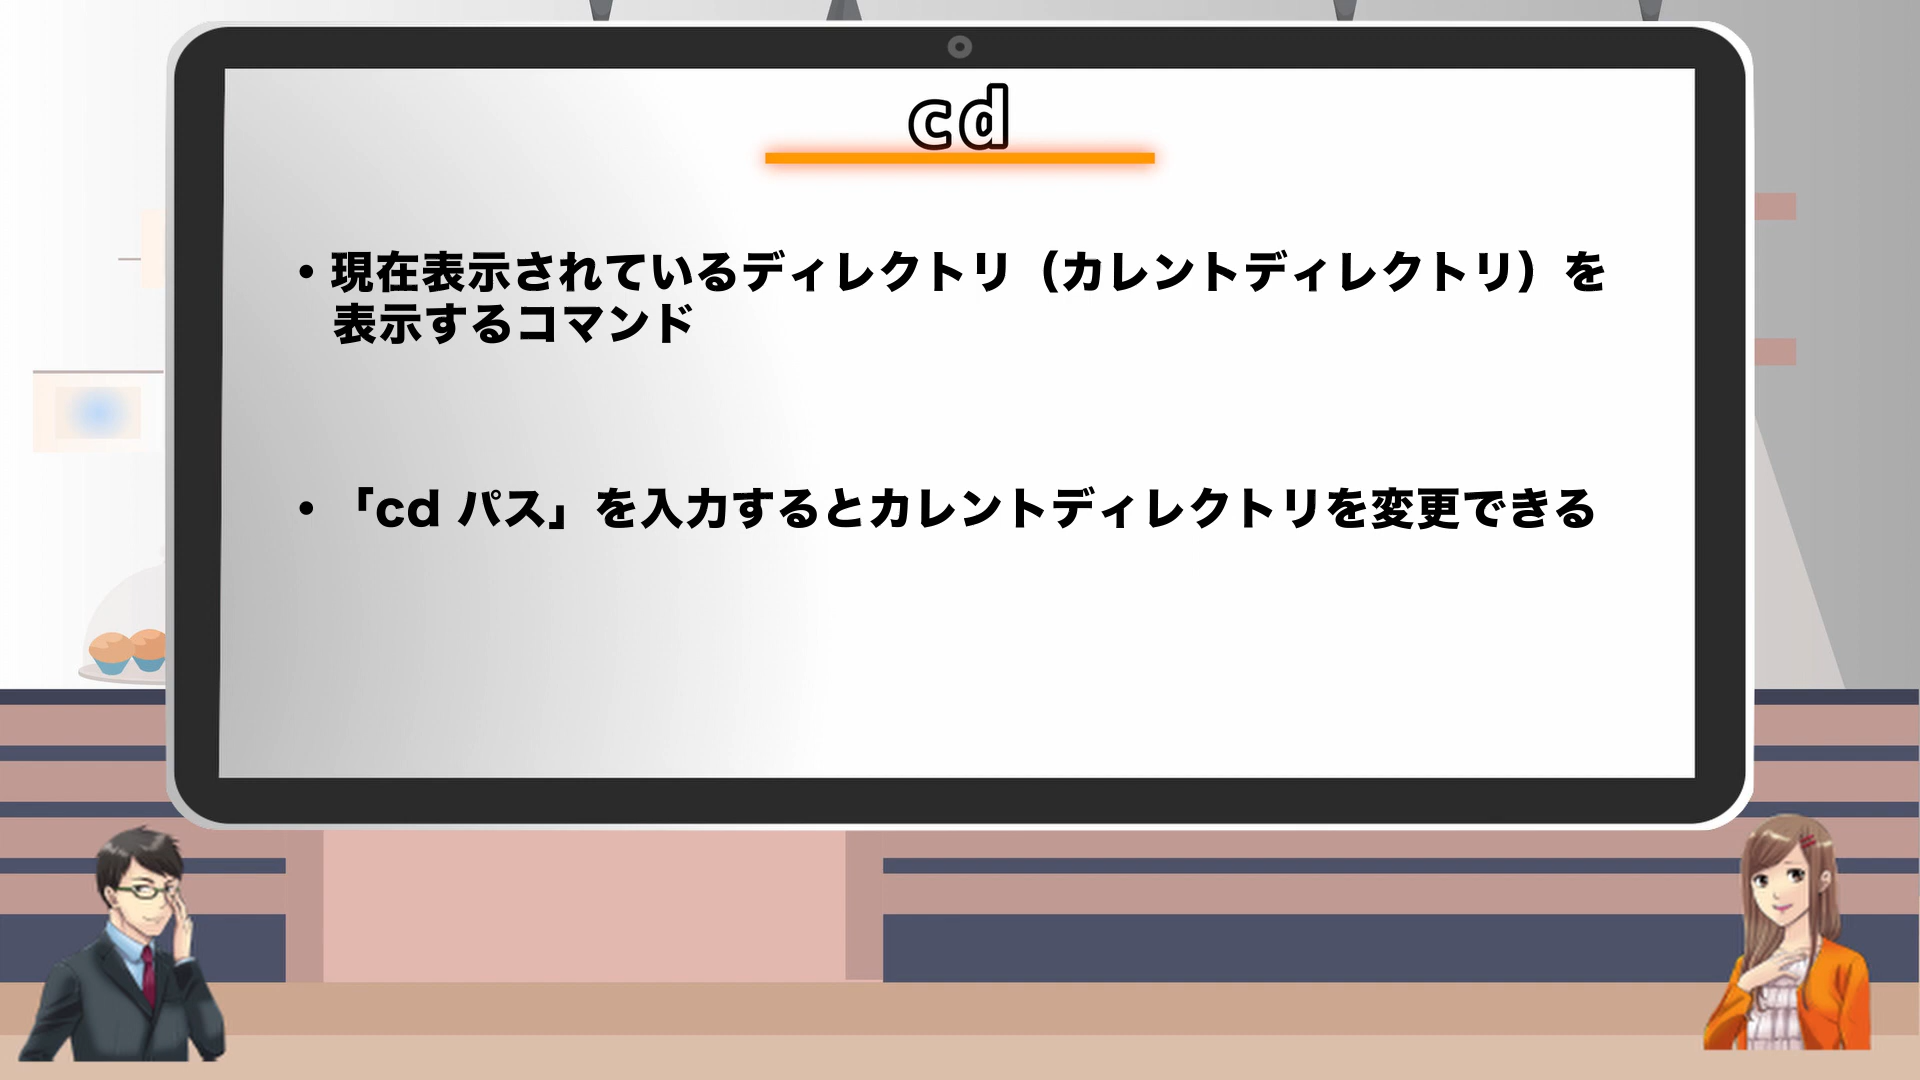 cd
・現在表示されているディレクトリ（カレントディレクトリ）を
表示するコマンド
・「cd パス」を入力するとカレントディレクトリを変更できる